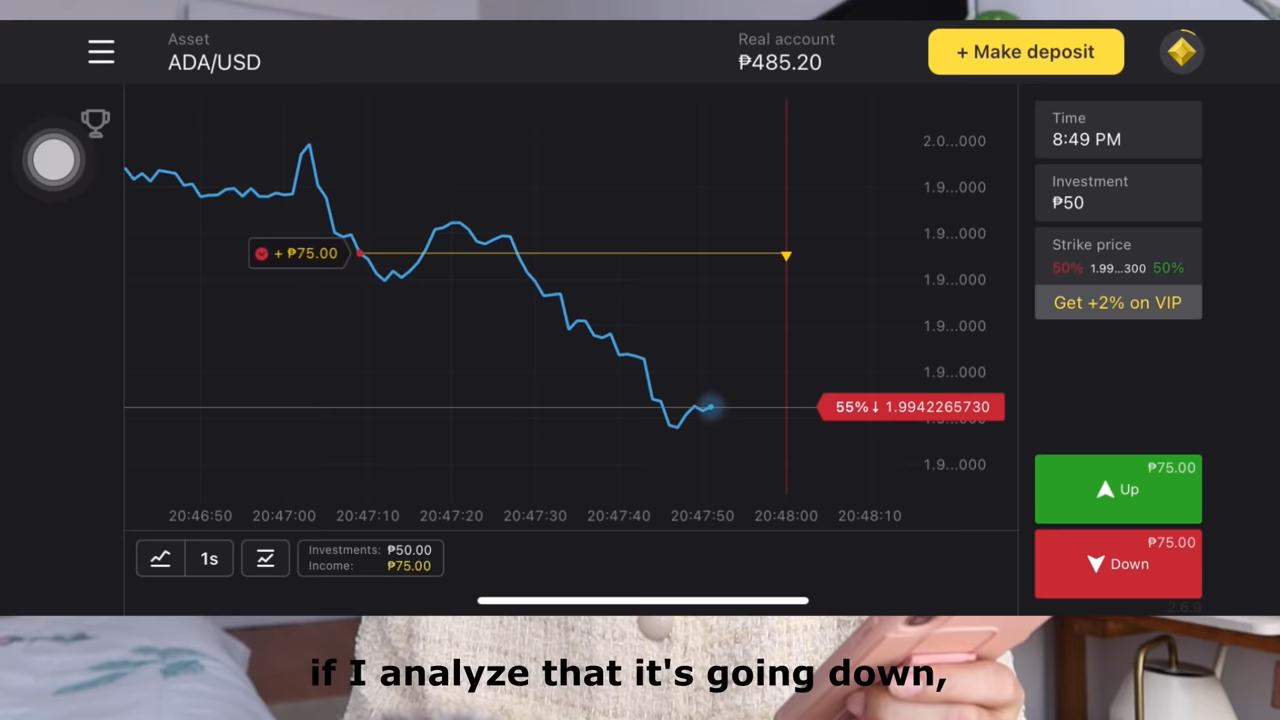 Asset
ADA/USD
Real account
₱485.20
+ Make deposit
Time
8:49 PM
Investment
₱50
Strike price
50% 1.99...300 50%
Get +2% on VIP
2.0...000
1.9...000
1.9...000
1.9...000
1.9...000
1.9...000
1.9...000
+ ₱75.00
55%↓ 1.9942265730
₱75.00
Up
₱75.00
Down
2.6.9
20:46:50 20:47:00 20:47:10 20:47:20 20:47:30 20:47:40 20:47:50 20:48:00 20:48:10
1s
Investments: ₱50.00
Income: ₱75.00
if I analyze that it's going down,